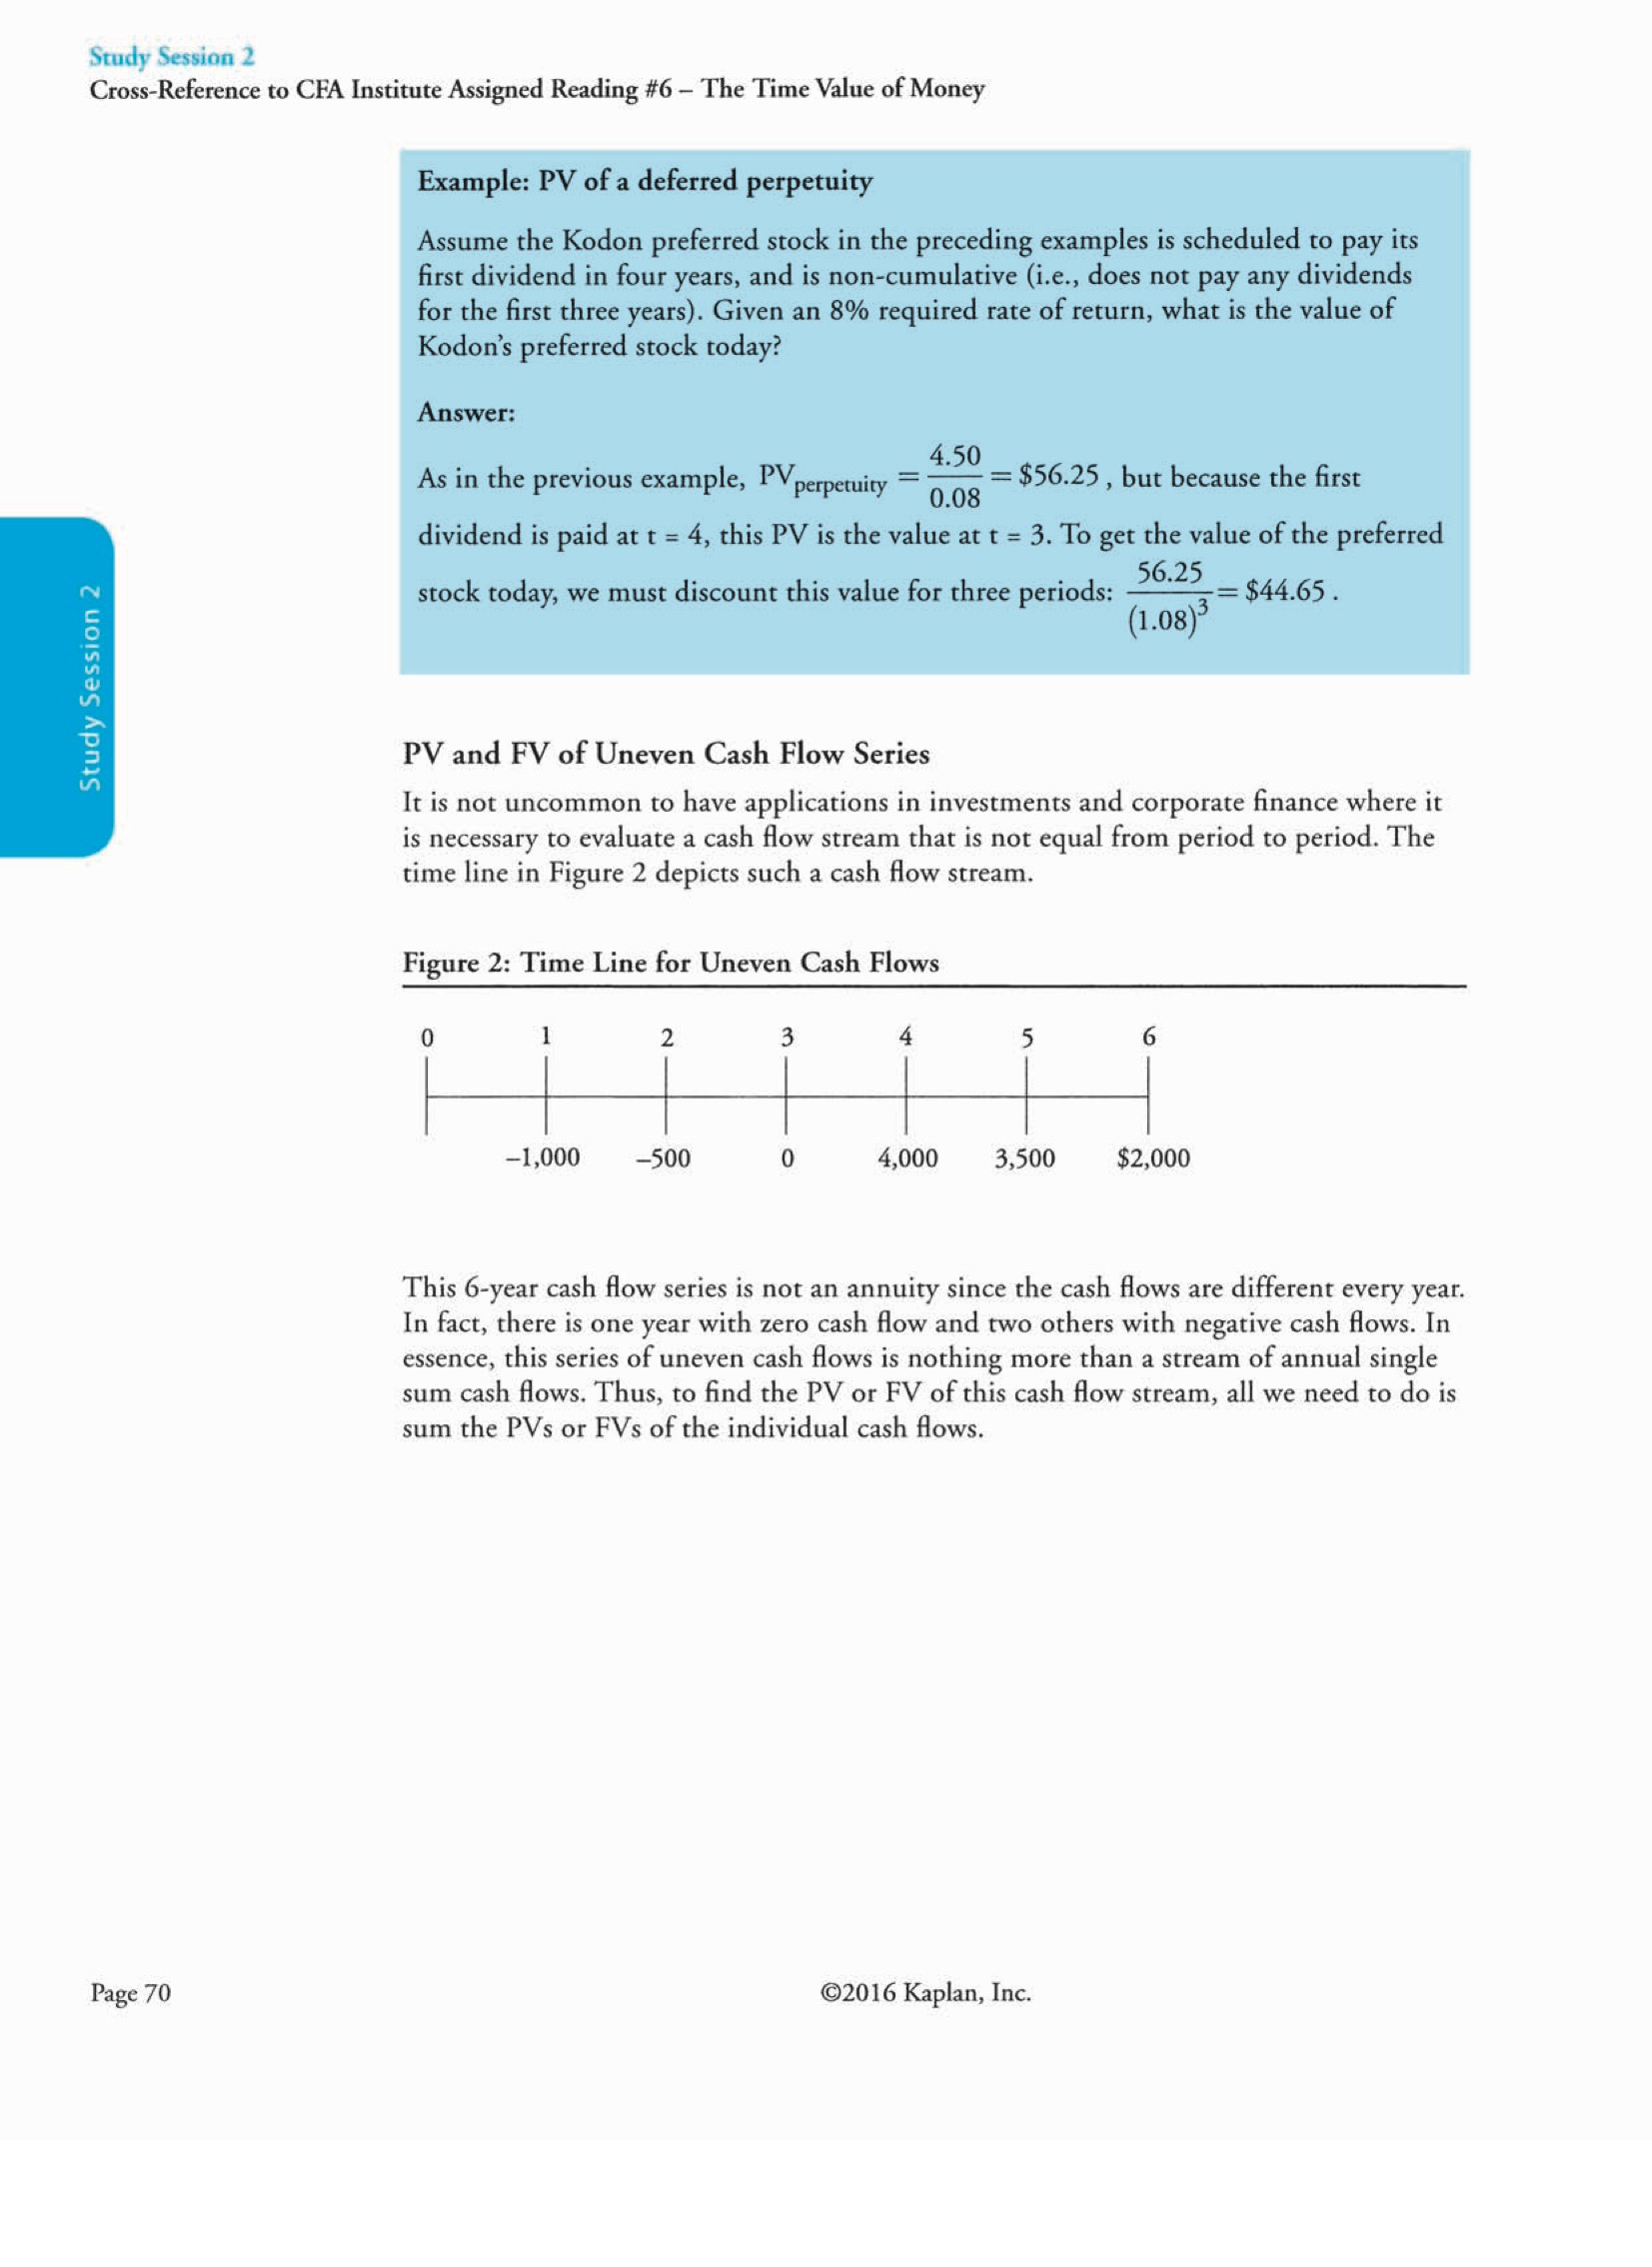 Study Session 2
Cross-Reference to CFA Institute Assigned Reading #6 – The Time Value of Money
Example: PV of a deferred perpetuity
Assume the Kodon preferred stock in the preceding examples is scheduled to pay its
first dividend in four years, and is non-cumulative (i.e., does not pay any dividends
for the first three years). Given an 8% required rate of return, what is the value of
Kodon's preferred stock today?
Answer:
As in the previous example, PVperpetuity = 4.50 / 0.08 = $56.25 , but because the first
dividend is paid at t = 4, this PV is the value at t = 3. To get the value of the preferred
stock today, we must discount this value for three periods: 56.25 / (1.08)³ = $44.65 .
Study Session 2
PV and FV of Uneven Cash Flow Series
It is not uncommon to have applications in investments and corporate finance where it
is necessary to evaluate a cash flow stream that is not equal from period to period. The
time line in Figure 2 depicts such a cash flow stream.
Figure 2: Time Line for Uneven Cash Flows
0 1 2 3 4 5 6
–1,000 –500 0 4,000 3,500 $2,000
This 6-year cash flow series is not an annuity since the cash flows are different every year.
In fact, there is one year with zero cash flow and two others with negative cash flows. In
essence, this series of uneven cash flows is nothing more than a stream of annual single
sum cash flows. Thus, to find the PV or FV of this cash flow stream, all we need to do is
sum the PVs or FVs of the individual cash flows.
Page 70
©2016 Kaplan, Inc.